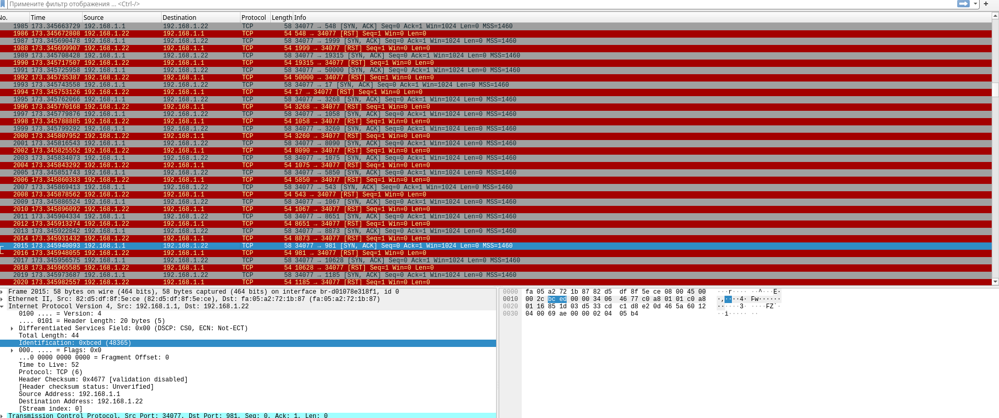 Примените фильтр отображения ... <Ctrl-/>
No. Time Source Destination Protocol Length Info
1985 173.345663729 192.168.1.1 192.168.1.22 TCP 58 34077 → 548 [SYN, ACK] Seq=0 Ack=1 Win=1024 Len=0 MSS=1460
1986 173.345672808 192.168.1.22 192.168.1.1 TCP 54 548 → 34077 [RST] Seq=1 Win=0 Len=0
1987 173.345690478 192.168.1.1 192.168.1.22 TCP 58 34077 → 1999 [SYN, ACK] Seq=0 Ack=1 Win=1024 Len=0 MSS=1460
1988 173.345699907 192.168.1.22 192.168.1.1 TCP 54 1999 → 34077 [RST] Seq=1 Win=0 Len=0
1989 173.345708428 192.168.1.1 192.168.1.22 TCP 58 34077 → 19315 [SYN, ACK] Seq=0 Ack=1 Win=1024 Len=0 MSS=1460
1990 173.345717507 192.168.1.22 192.168.1.1 TCP 54 19315 → 34077 [RST] Seq=1 Win=0 Len=0
1991 173.345725958 192.168.1.1 192.168.1.22 TCP 58 34077 → 50000 [SYN, ACK] Seq=0 Ack=1 Win=1024 Len=0 MSS=1460
1992 173.345735387 192.168.1.22 192.168.1.1 TCP 54 50000 → 34077 [RST] Seq=1 Win=0 Len=0
1993 173.345743558 192.168.1.1 192.168.1.22 TCP 58 34077 → 17 [SYN, ACK] Seq=0 Ack=1 Win=1024 Len=0 MSS=1460
1994 173.345753126 192.168.1.22 192.168.1.1 TCP 54 17 → 34077 [RST] Seq=1 Win=0 Len=0
1995 173.345762066 192.168.1.1 192.168.1.22 TCP 58 34077 → 3268 [SYN, ACK] Seq=0 Ack=1 Win=1024 Len=0 MSS=1460
1996 173.345770168 192.168.1.22 192.168.1.1 TCP 54 3268 → 34077 [RST] Seq=1 Win=0 Len=0
1997 173.345779876 192.168.1.1 192.168.1.22 TCP 58 34077 → 1058 [SYN, ACK] Seq=0 Ack=1 Win=1024 Len=0 MSS=1460
1998 173.345788885 192.168.1.22 192.168.1.1 TCP 54 1058 → 34077 [RST] Seq=1 Win=0 Len=0
1999 173.345799292 192.168.1.1 192.168.1.22 TCP 58 34077 → 3260 [SYN, ACK] Seq=0 Ack=1 Win=1024 Len=0 MSS=1460
2000 173.345807952 192.168.1.22 192.168.1.1 TCP 54 3260 → 34077 [RST] Seq=1 Win=0 Len=0
2001 173.345816543 192.168.1.1 192.168.1.22 TCP 58 34077 → 8090 [SYN, ACK] Seq=0 Ack=1 Win=1024 Len=0 MSS=1460
2002 173.345825552 192.168.1.22 192.168.1.1 TCP 54 8090 → 34077 [RST] Seq=1 Win=0 Len=0
2003 173.345834073 192.168.1.1 192.168.1.22 TCP 58 34077 → 1075 [SYN, ACK] Seq=0 Ack=1 Win=1024 Len=0 MSS=1460
2004 173.345843292 192.168.1.22 192.168.1.1 TCP 54 1075 → 34077 [RST] Seq=1 Win=0 Len=0
2005 173.345851743 192.168.1.1 192.168.1.22 TCP 58 34077 → 5850 [SYN, ACK] Seq=0 Ack=1 Win=1024 Len=0 MSS=1460
2006 173.345860333 192.168.1.22 192.168.1.1 TCP 54 5850 → 34077 [RST] Seq=1 Win=0 Len=0
2007 173.345869413 192.168.1.1 192.168.1.22 TCP 58 34077 → 543 [SYN, ACK] Seq=0 Ack=1 Win=1024 Len=0 MSS=1460
2008 173.345878562 192.168.1.22 192.168.1.1 TCP 54 543 → 34077 [RST] Seq=1 Win=0 Len=0
2009 173.345886524 192.168.1.1 192.168.1.22 TCP 58 34077 → 1067 [SYN, ACK] Seq=0 Ack=1 Win=1024 Len=0 MSS=1460
2010 173.345896092 192.168.1.22 192.168.1.1 TCP 54 1067 → 34077 [RST] Seq=1 Win=0 Len=0
2011 173.345904334 192.168.1.1 192.168.1.22 TCP 58 34077 → 8651 [SYN, ACK] Seq=0 Ack=1 Win=1024 Len=0 MSS=1460
2012 173.345913274 192.168.1.22 192.168.1.1 TCP 54 8651 → 34077 [RST] Seq=1 Win=0 Len=0
2013 173.345922842 192.168.1.1 192.168.1.22 TCP 58 34077 → 8873 [SYN, ACK] Seq=0 Ack=1 Win=1024 Len=0 MSS=1460
2014 173.345931432 192.168.1.22 192.168.1.1 TCP 54 8873 → 34077 [RST] Seq=1 Win=0 Len=0
2015 173.345940093 192.168.1.1 192.168.1.22 TCP 58 34077 → 981 [SYN, ACK] Seq=0 Ack=1 Win=1024 Len=0 MSS=1460
2016 173.345948055 192.168.1.22 192.168.1.1 TCP 54 981 → 34077 [RST] Seq=1 Win=0 Len=0
2017 173.345956575 192.168.1.1 192.168.1.22 TCP 58 34077 → 10628 [SYN, ACK] Seq=0 Ack=1 Win=1024 Len=0 MSS=1460
2018 173.345965585 192.168.1.22 192.168.1.1 TCP 54 10628 → 34077 [RST] Seq=1 Win=0 Len=0
2019 173.345973687 192.168.1.1 192.168.1.22 TCP 58 34077 → 1185 [SYN, ACK] Seq=0 Ack=1 Win=1024 Len=0 MSS=1460
2020 173.345982557 192.168.1.22 192.168.1.1 TCP 54 1185 → 34077 [RST] Seq=1 Win=0 Len=0
Frame 2015: 58 bytes on wire (464 bits), 58 bytes captured (464 bits) on interface br-d01078e318f1, id 0
Ethernet II, Src: 82:d5:df:8f:5e:ce (82:d5:df:8f:5e:ce), Dst: fa:05:a2:72:1b:87 (fa:05:a2:72:1b:87)
Internet Protocol Version 4, Src: 192.168.1.1, Dst: 192.168.1.22
0100 .... = Version: 4
.... 0101 = Header Length: 20 bytes (5)
Differentiated Services Field: 0x00 (DSCP: CS0, ECN: Not-ECT)
Total Length: 44
Identification: 0xbced (48365)
000. .... = Flags: 0x0
...0 0000 0000 0000 = Fragment Offset: 0
Time to Live: 52
Protocol: TCP (6)
Header Checksum: 0x4677 [validation disabled]
[Header checksum status: Unverified]
Source Address: 192.168.1.1
Destination Address: 192.168.1.22
[Stream index: 0]
Transmission Control Protocol, Src Port: 34077, Dst Port: 981, Seq: 0, Ack: 1, Len: 0
0000 fa 05 a2 72 1b 87 82 d5 df 8f 5e ce 08 00 45 00 ···r···· ··^···E·
0010 00 2c bc ed 00 00 34 06 46 77 c0 a8 01 01 c0 a8 ·,····4· Fw······
0020 01 16 85 1d 03 d5 33 cd c1 d8 e2 0d 46 5a 60 12 ······3· ····FZ`·
0030 04 00 69 ae 00 00 02 04 05 b4 ··i····· ··